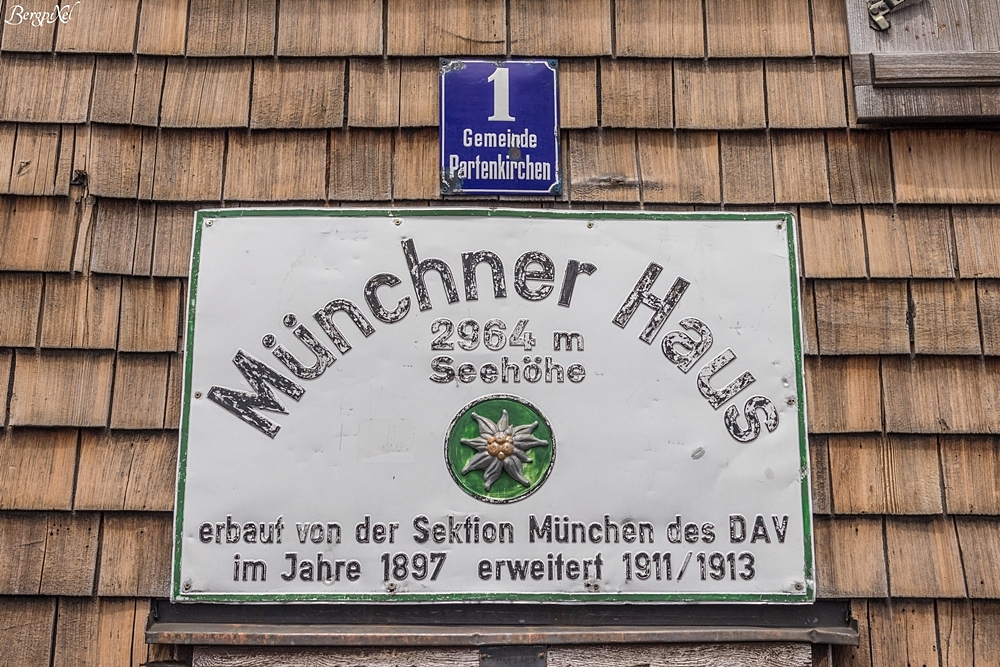 BergpiXel
1
Gemeinde
Partenkirchen
Münchner Haus
2964 m
Seehöhe
erbaut von der Sektion München des DAV
im Jahre 1897 erweitert 1911/1913